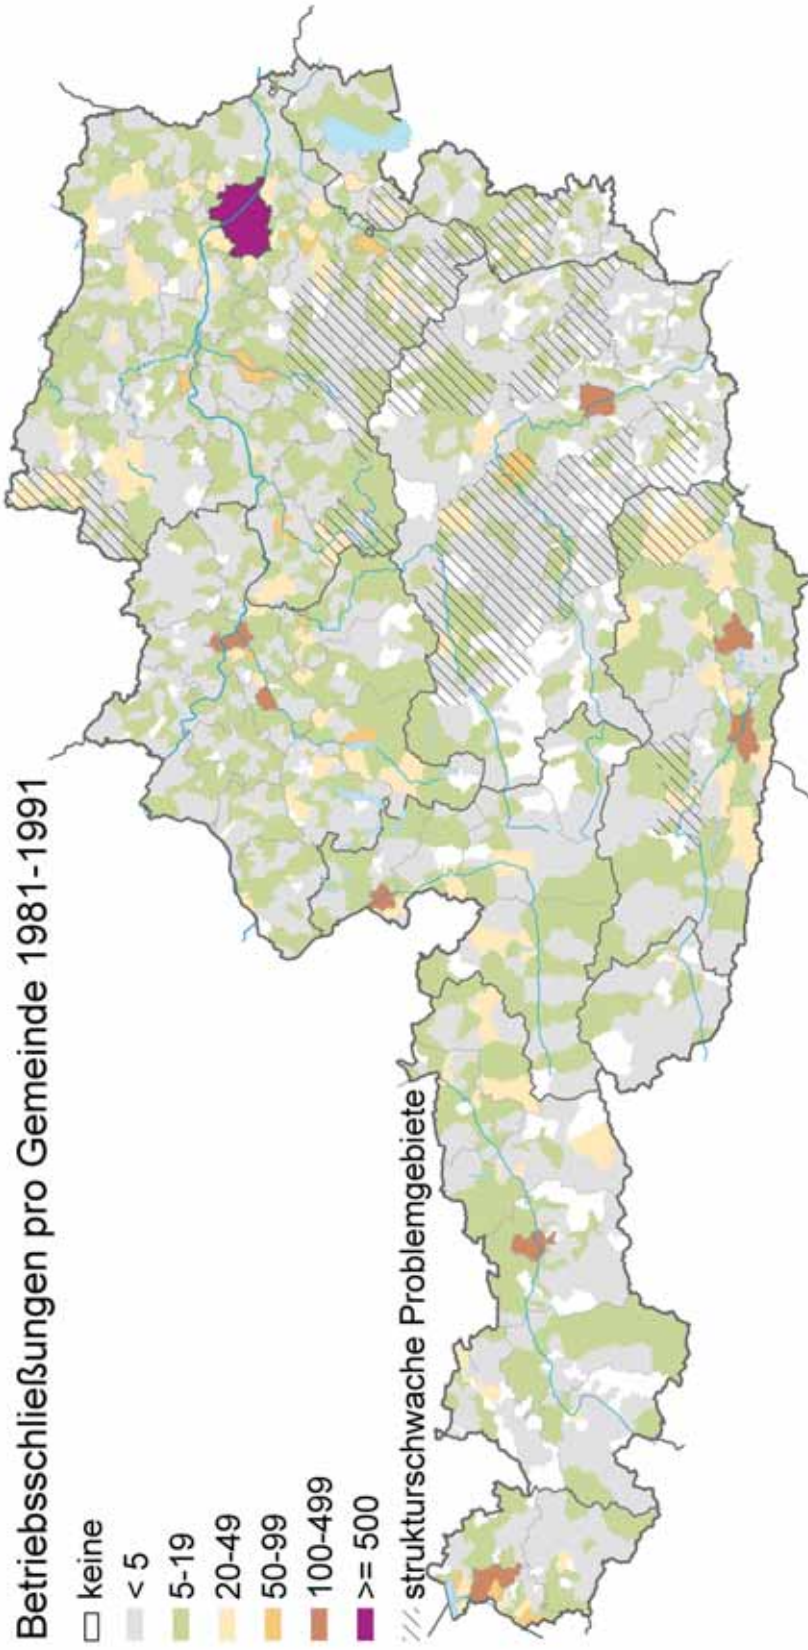 Betriebsschließungen pro Gemeinde 1981-1991
keine
< 5
5-19
20-49
50-99
100-499
>= 500
strukturschwache Problemgebiete